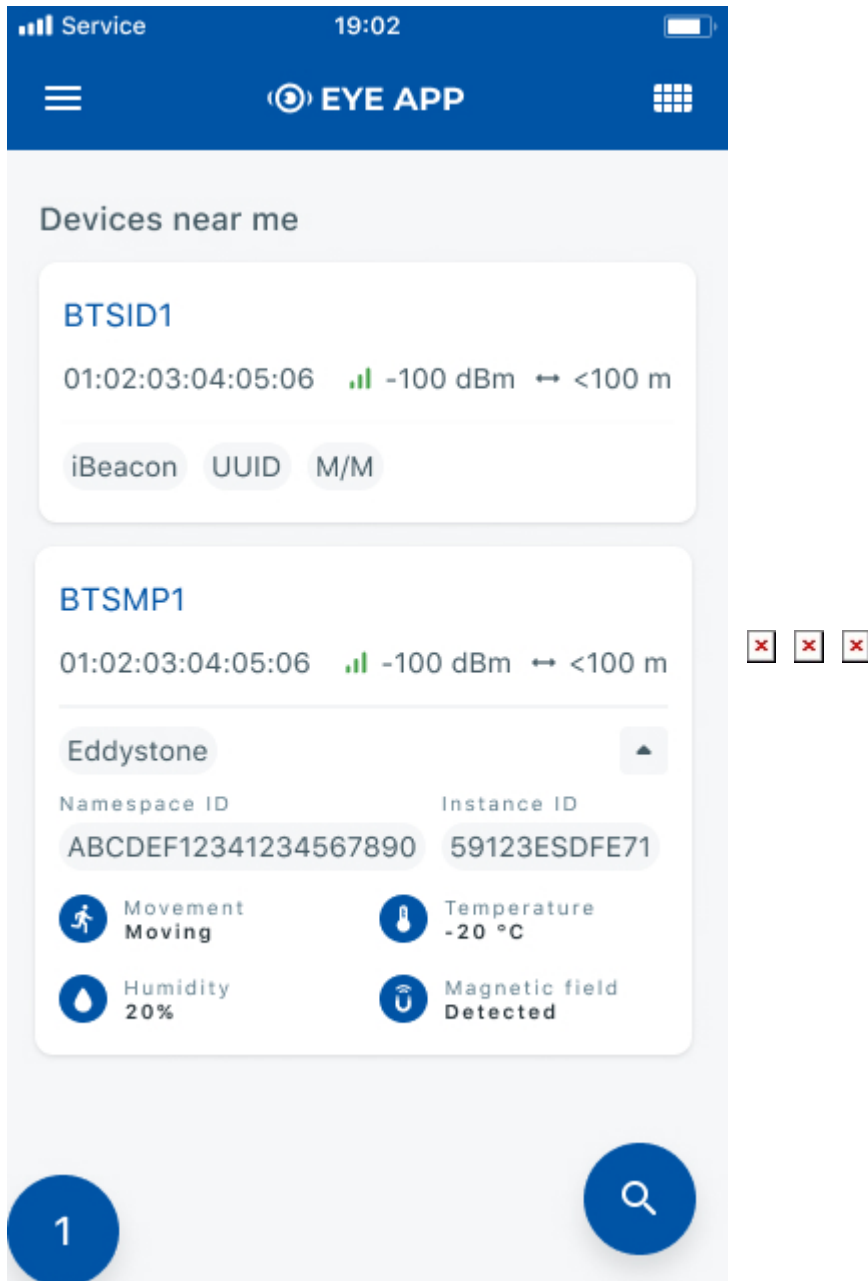 Service 19:02
EYE APP
Devices near me
BTSID1
01:02:03:04:05:06 -100 dBm ↔ <100 m
iBeacon UUID M/M
BTSMP1
01:02:03:04:05:06 -100 dBm ↔ <100 m
Eddystone
Namespace ID Instance ID
ABCDEF12341234567890 59123ESDFE71
Movement Temperature
Moving -20 °C
Humidity Magnetic field
20% Detected
1